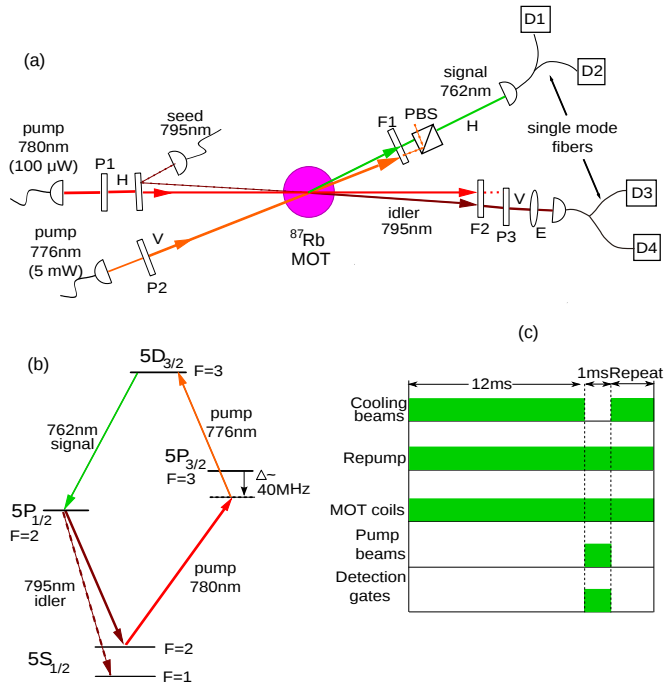 (a)
D1
D2
signal
762nm
PBS
F1
H
seed
795nm
pump
780nm
(100 µW)
P1
H
single mode
fibers
D3
D4
idler
795nm
V
F2
P3
E
87Rb
MOT
pump
776nm
(5 mW)
V
P2
(b)
5D3/2
F=3
762nm
signal
pump
776nm
5P3/2
F=3
Δ~
40MHz
5P1/2
F=2
795nm
idler
pump
780nm
F=2
5S1/2
F=1
(c)
12ms
1ms
Repeat
Cooling
beams
Repump
MOT coils
Pump
beams
Detection
gates